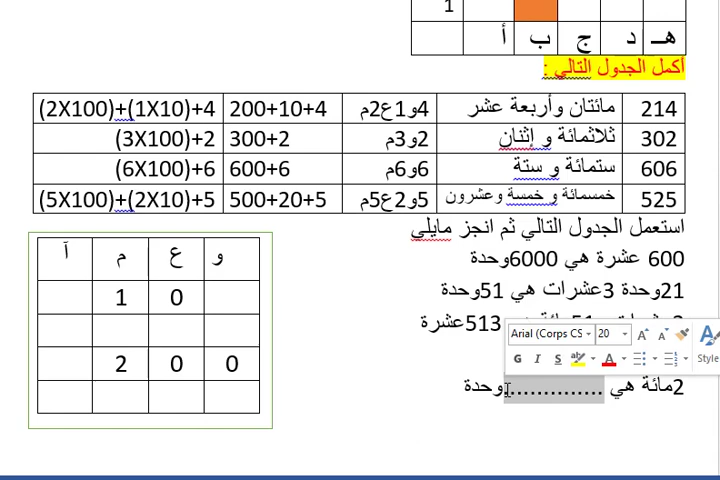 1
هـ د ج ب أ
أكمل الجدول التالي :
214 مائتان وأربعة عشر 4و1ع2م 200+10+4 (2X100)+(1X10)+4
302 ثلاثمائة و إثنان 2و3م 300+2 (3X100)+2
606 ستمائة و ستة 6و6م 600+6 (6X100)+6
525 خمسمائة و خمسة وعشرون 5و2ع5م 500+20+5 (5X100)+(2X10)+5
استعمل الجدول التالي ثم انجز مايلي
600 عشرة هي 6000وحدة
21وحدة 3عشرات هي 51وحدة
513عشرة
2مائة هي ...............وحدة
و ع م آ
0 1
0 0 2
Arial (Corps CS 20 A A A
G I S ab A Style